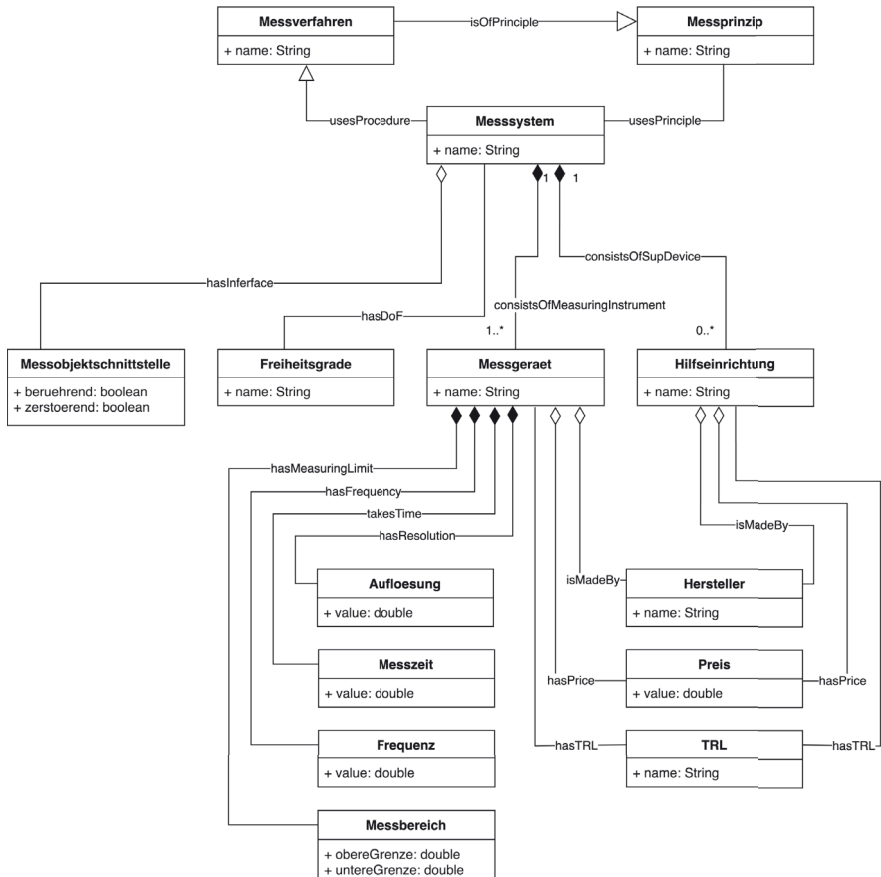 Messverfahren
+ name: String
isOfPrinciple
Messprinzip
+ name: String
usesProcedure
Messsystem
+ name: String
usesPrinciple
1
1
consistsOfSupDevice
hasInferface
consistsOfMeasuringInstrument
hasDoF
1..*
0..*
Messobjektschnittstelle
+ beruehrend: boolean
+ zerstoerend: boolean
Freiheitsgrade
+ name: String
Messgeraet
+ name: String
Hilfseinrichtung
+ name: String
hasMeasuringLimit
hasFrequency
takesTime
hasResolution
isMadeBy
Aufloesung
+ value: double
isMadeBy
Hersteller
+ name: String
Messzeit
+ value: double
hasPrice
Preis
+ value: double
hasPrice
Frequenz
+ value: double
hasTRL
TRL
+ name: String
hasTRL
Messbereich
+ obereGrenze: double
+ untereGrenze: double